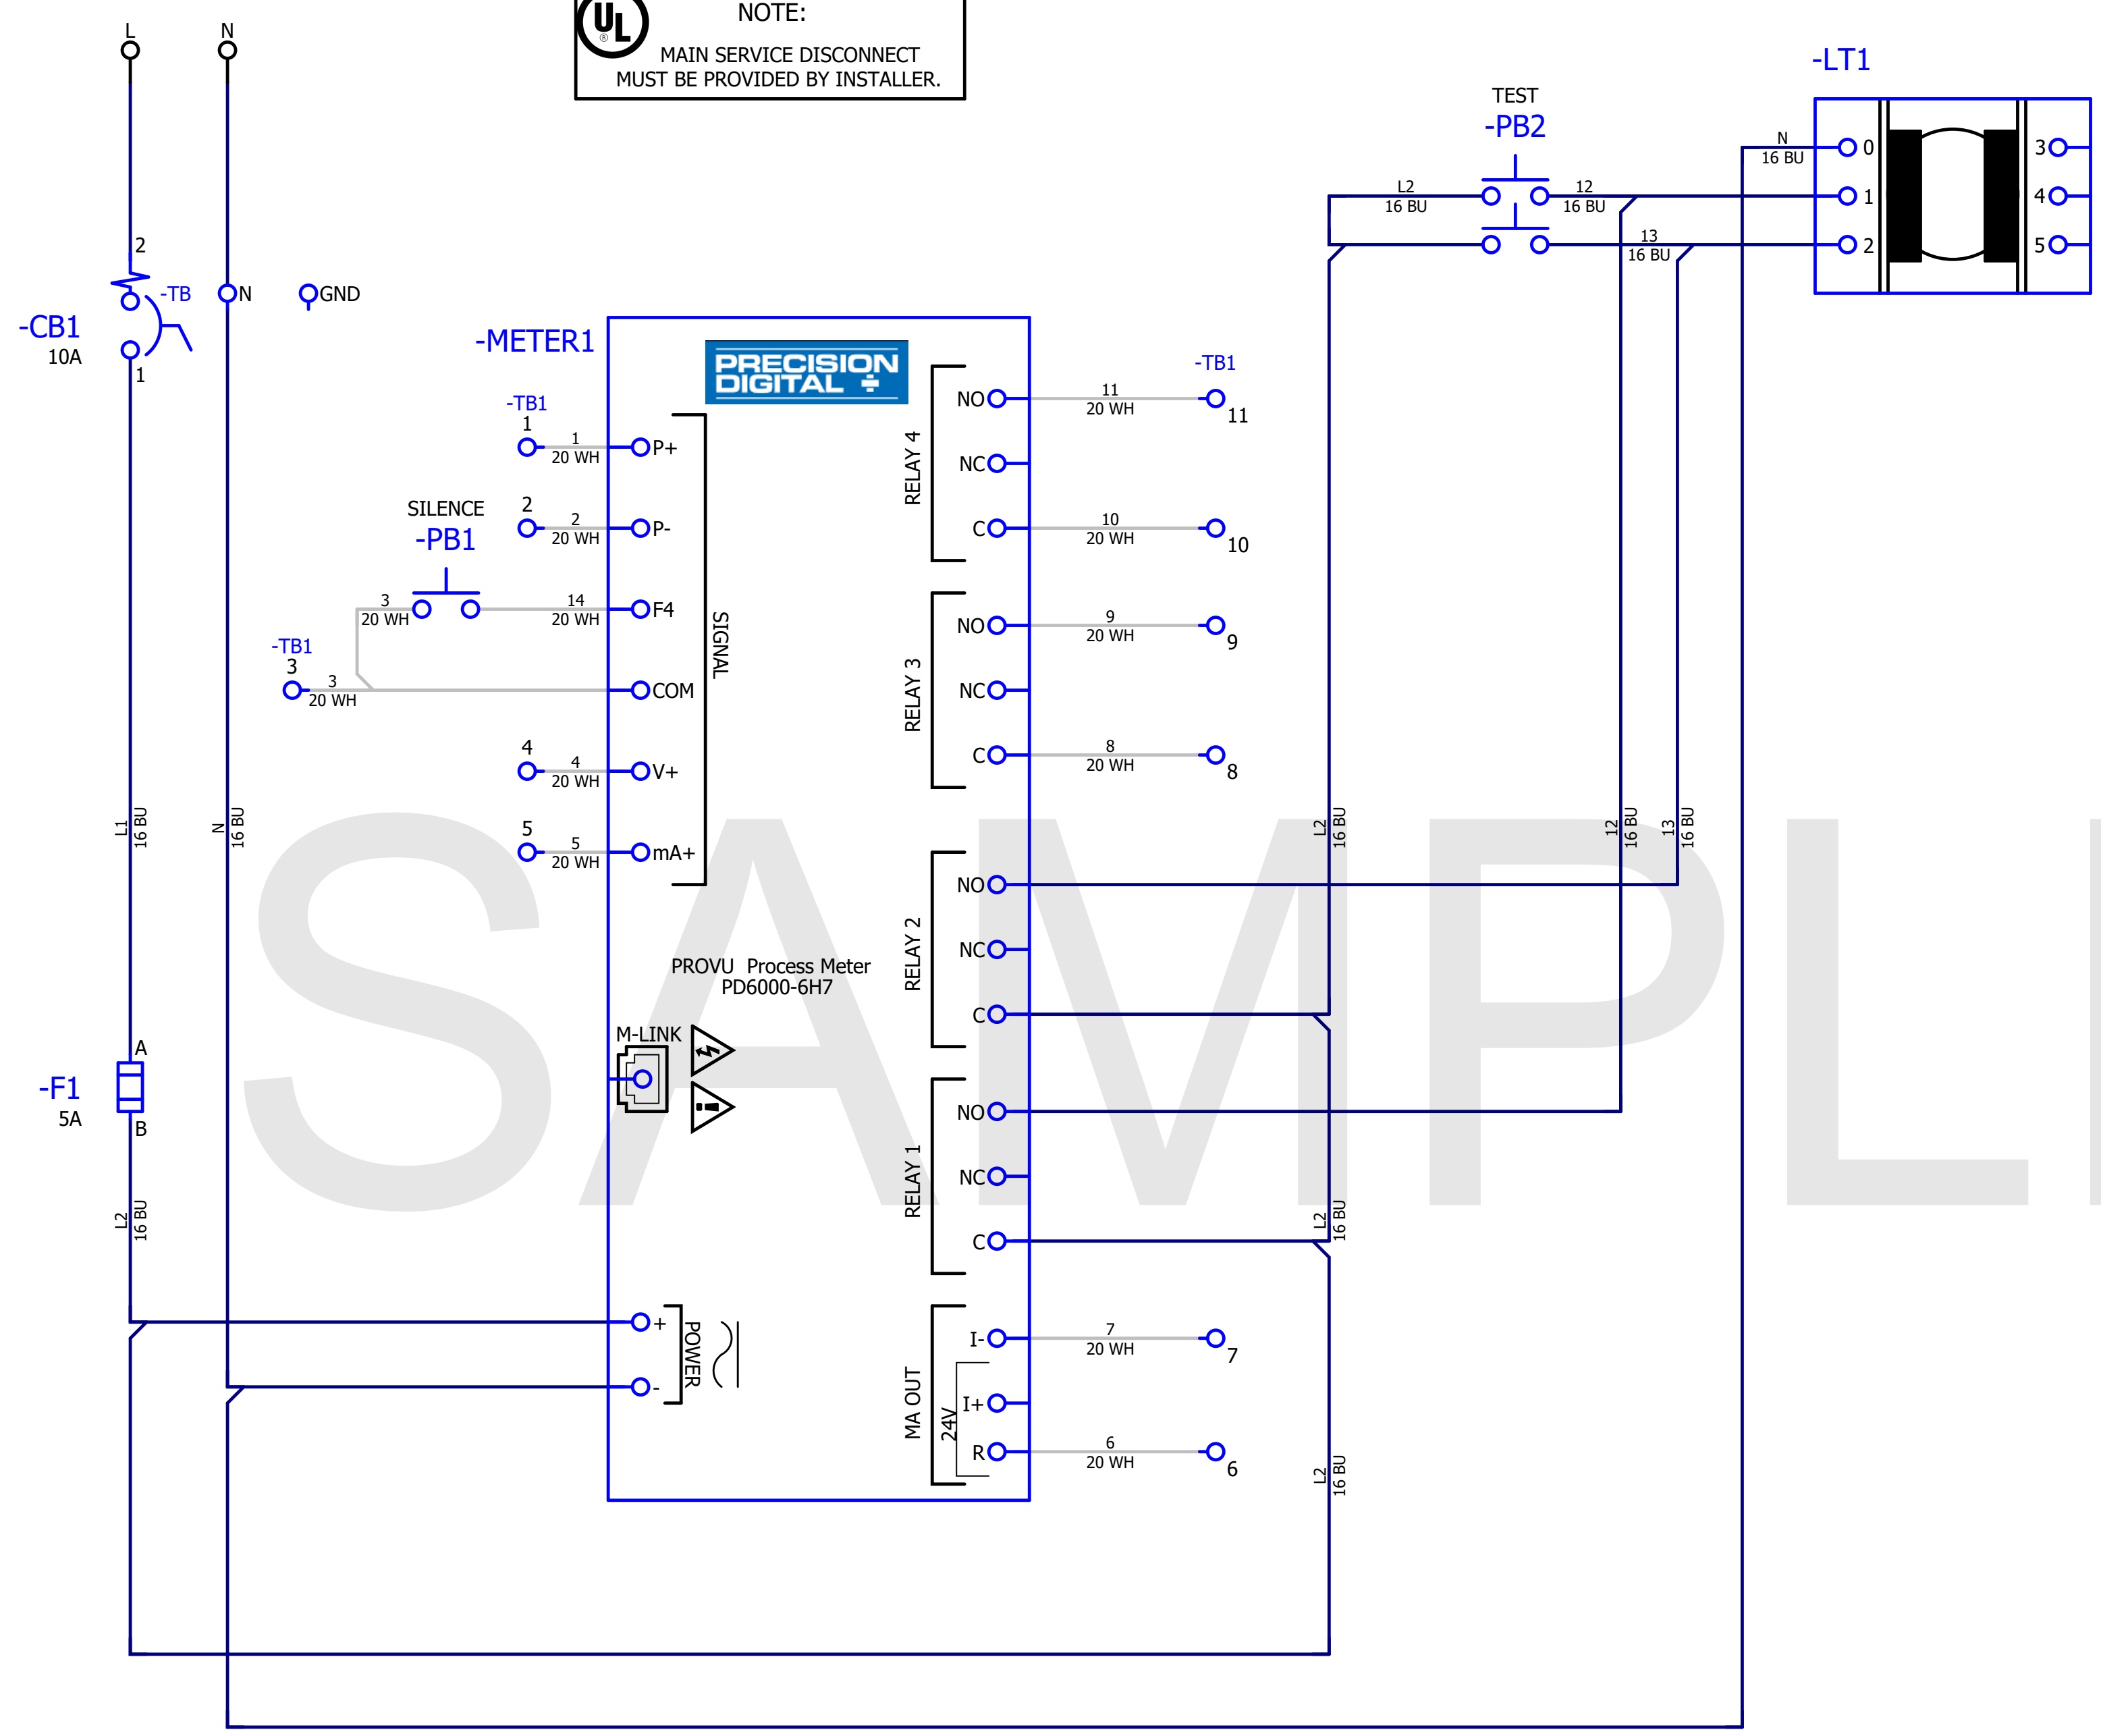 L
N
UL
®
NOTE:
MAIN SERVICE DISCONNECT
MUST BE PROVIDED BY INSTALLER.
-LT1
TEST
-PB2
N
16 BU
0
1
2
3
4
5
L2
16 BU
12
16 BU
13
16 BU
2
-TB
N
GND
-CB1
10A
1
-METER1
PRECISION
DIGITAL
-TB1
1
1
20 WH
P+
2
2
20 WH
P-
SILENCE
-PB1
3
20 WH
14
20 WH
F4
-TB1
3
3
20 WH
COM
4
4
20 WH
V+
5
5
20 WH
mA+
SIGNAL
RELAY 4
NO
NC
C
11
20 WH
-TB1
11
10
20 WH
10
RELAY 3
NO
NC
C
9
20 WH
9
8
20 WH
8
L1
16 BU
N
16 BU
L2
16 BU
12
16 BU
13
16 BU
SAMPL
RELAY 2
NO
NC
C
PROVU Process Meter
PD6000-6H7
M-LINK
-F1
5A
A
B
L2
16 BU
RELAY 1
NO
NC
C
L2
16 BU
+
-
POWER
MA OUT
24V
I-
I+
R
7
20 WH
7
6
20 WH
6
L2
16 BU